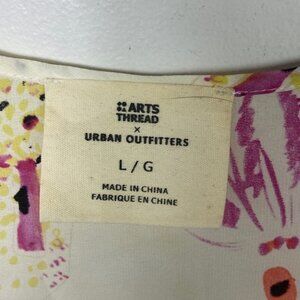 ARTS
THREAD
×
URBAN OUTFITTERS
L / G
MADE IN CHINA
FABRIQUE EN CHINE